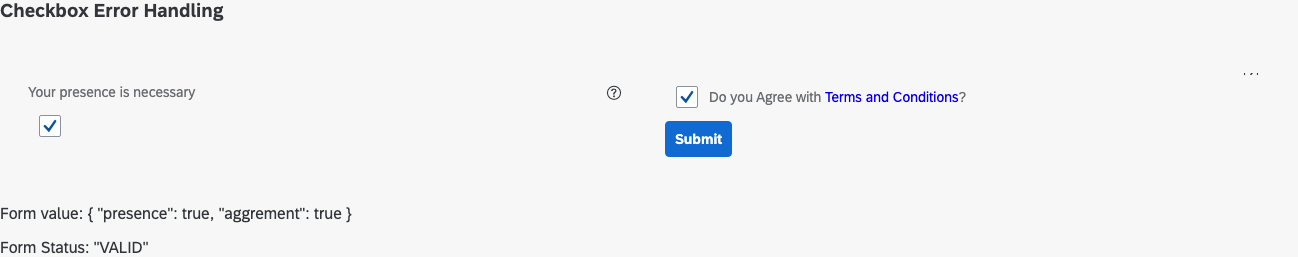 Checkbox Error Handling
Your presence is necessary
Do you Agree with Terms and Conditions?
Submit
Form value: { "presence": true, "aggrement": true }
Form Status: "VALID"